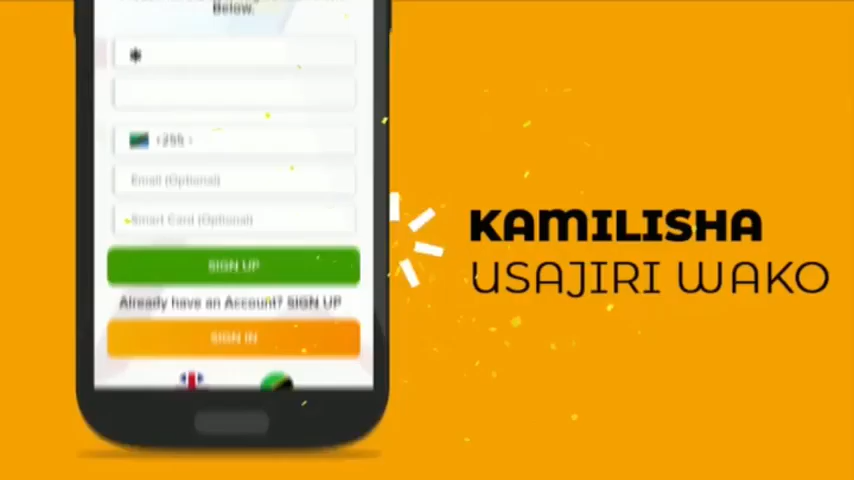 Below.
*
+255
Email (Optional)
Smart Card (Optional)
SIGN UP
Already have an Account? SIGN UP
SIGN IN
KAMILISHA
USAJIRI WAKO